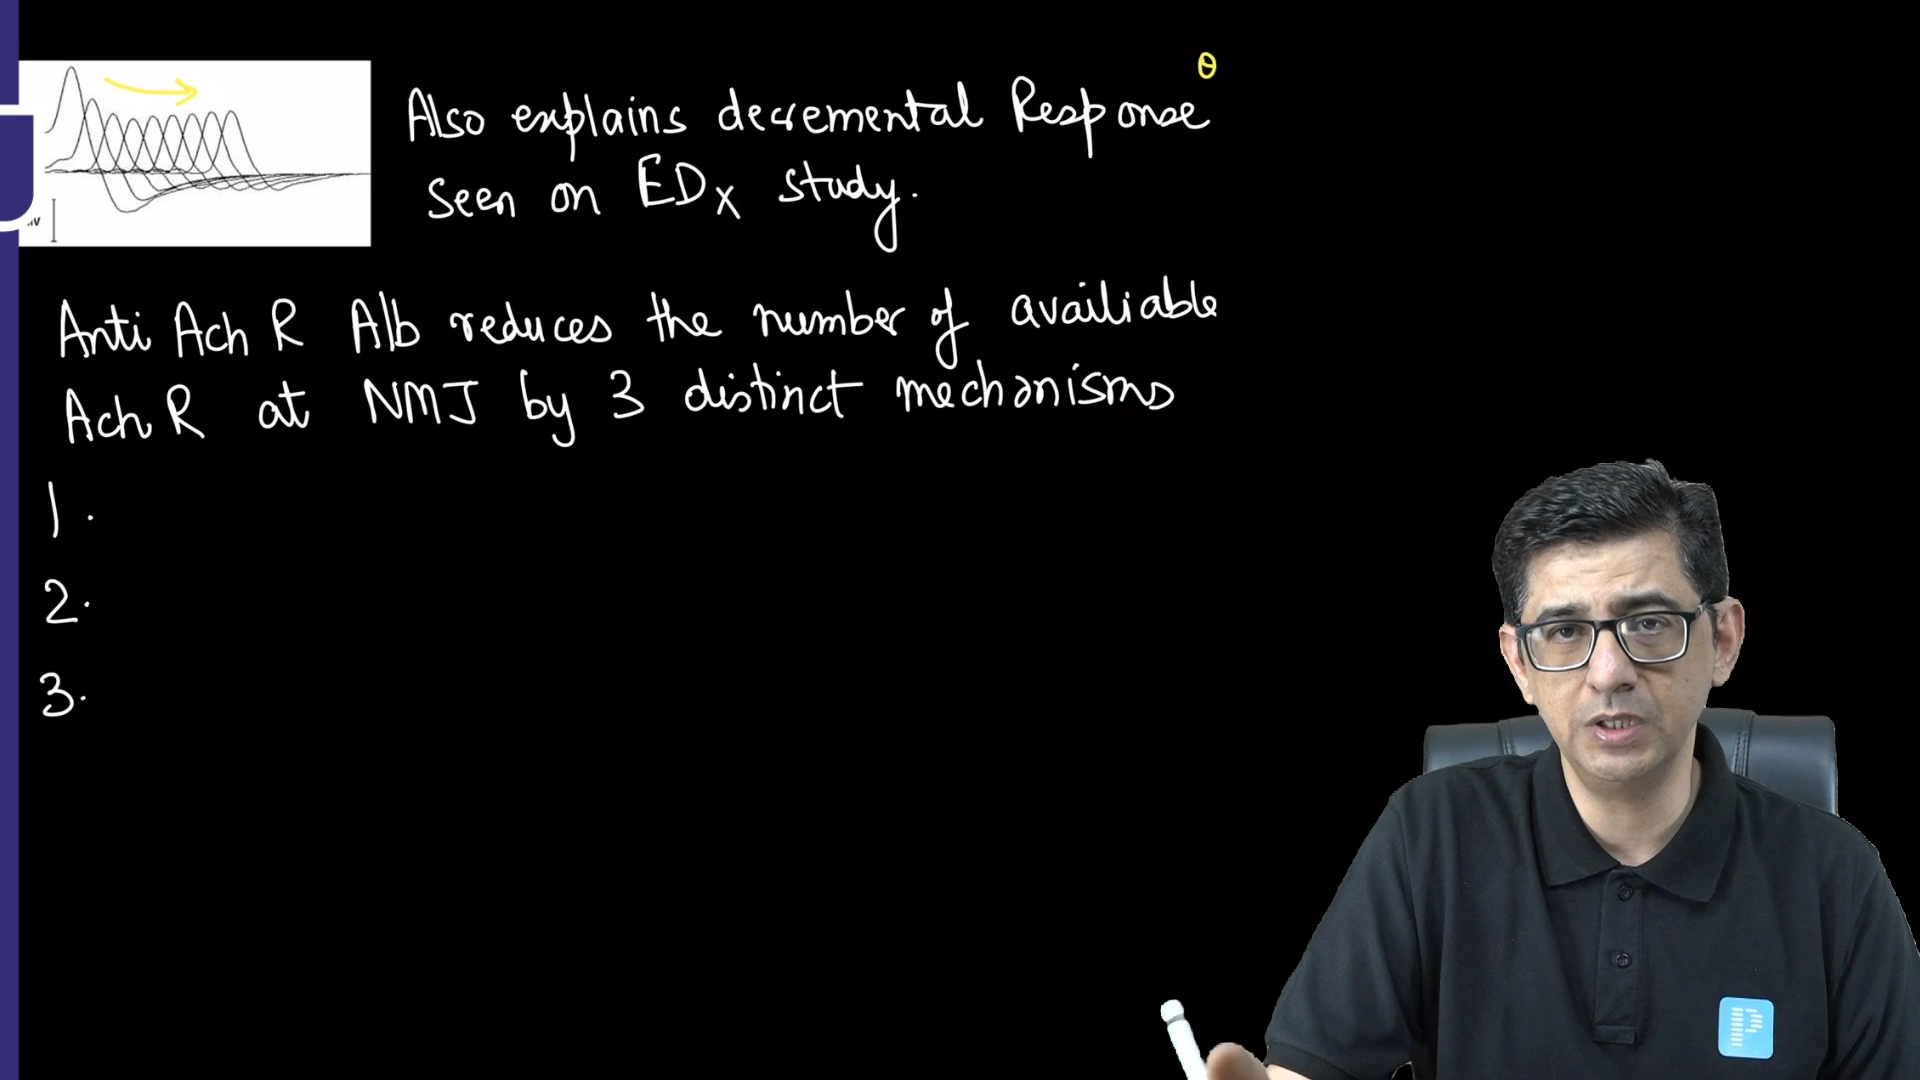 θ
Also explains decremental Response
seen on EDx study.
Anti Ach R Alb reduces the number of availiable
Ach R at NMJ by 3 distinct mechanisms
1.
2.
3.